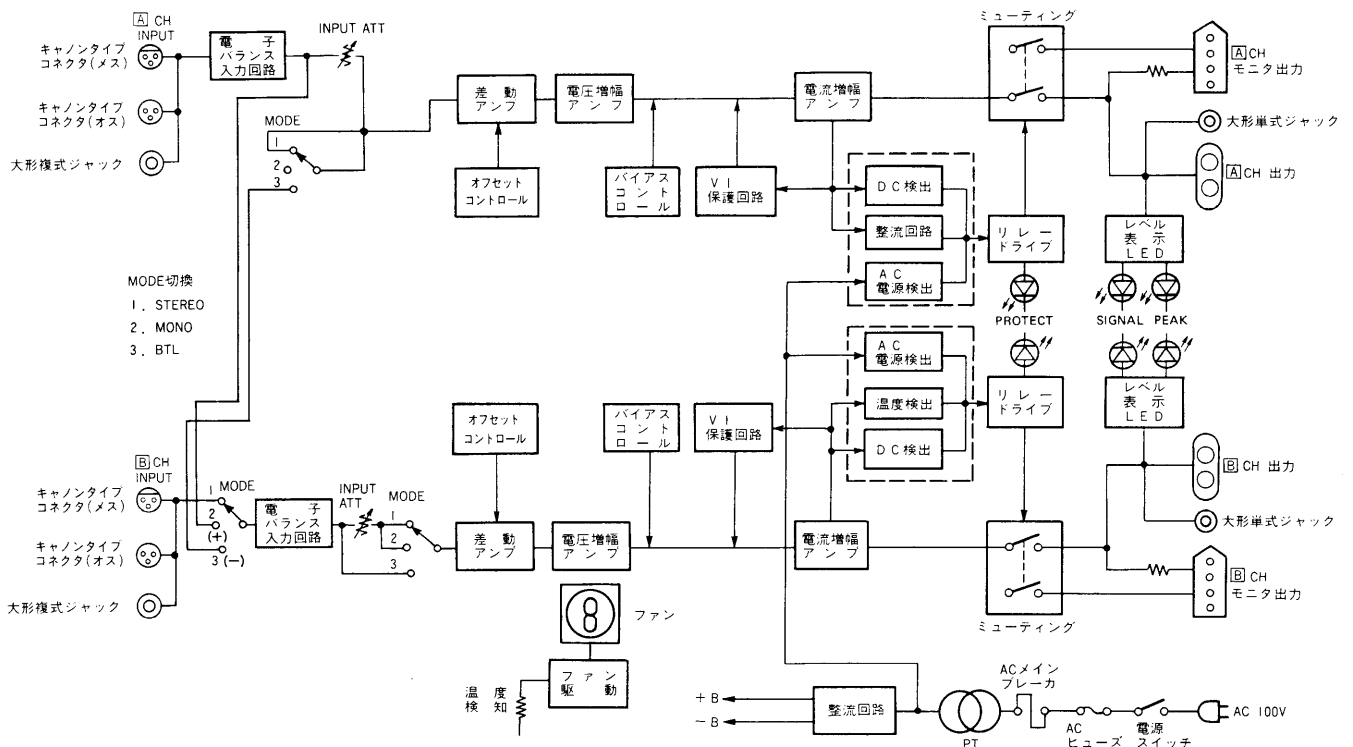 A CH
INPUT
キャノンタイプ
コネクタ(メス)
キャノンタイプ
コネクタ(オス)
大形複式ジャック
電子
バランス
入力回路
INPUT ATT
MODE
1
2
3
差動
アンプ
電圧増幅
アンプ
電流増幅
アンプ
オフセット
コントロール
バイアス
コント
ロール
VI
保護回路
DC検出
整流回路
AC
電源検出
リレー
ドライブ
ミューティング
A CH
モニタ出力
大形単式ジャック
A CH 出力
レベル
表示
LED
MODE切換
1. STEREO
2. MONO
3. BTL
PROTECT
SIGNAL PEAK
AC
電源検出
温度検出
DC検出
リレー
ドライブ
レベル
表示
LED
オフセット
コントロール
バイアス
コント
ロール
VI
保護回路
B CH
INPUT
キャノンタイプ
コネクタ(メス)
キャノンタイプ
コネクタ(オス)
大形複式ジャック
1
MODE
2
(+)
3 (−)
電子
バランス
入力回路
INPUT
ATT
MODE
1
2
3
差動
アンプ
電圧増幅
アンプ
電流増幅
アンプ
ミューティング
B CH 出力
大形単式ジャック
B CH
モニタ出力
ファン
ファン
駆動
温度
検知
+B
−B
整流回路
PT
ACメイン
ブレーカ
AC
ヒューズ
電源
スイッチ
AC 100V